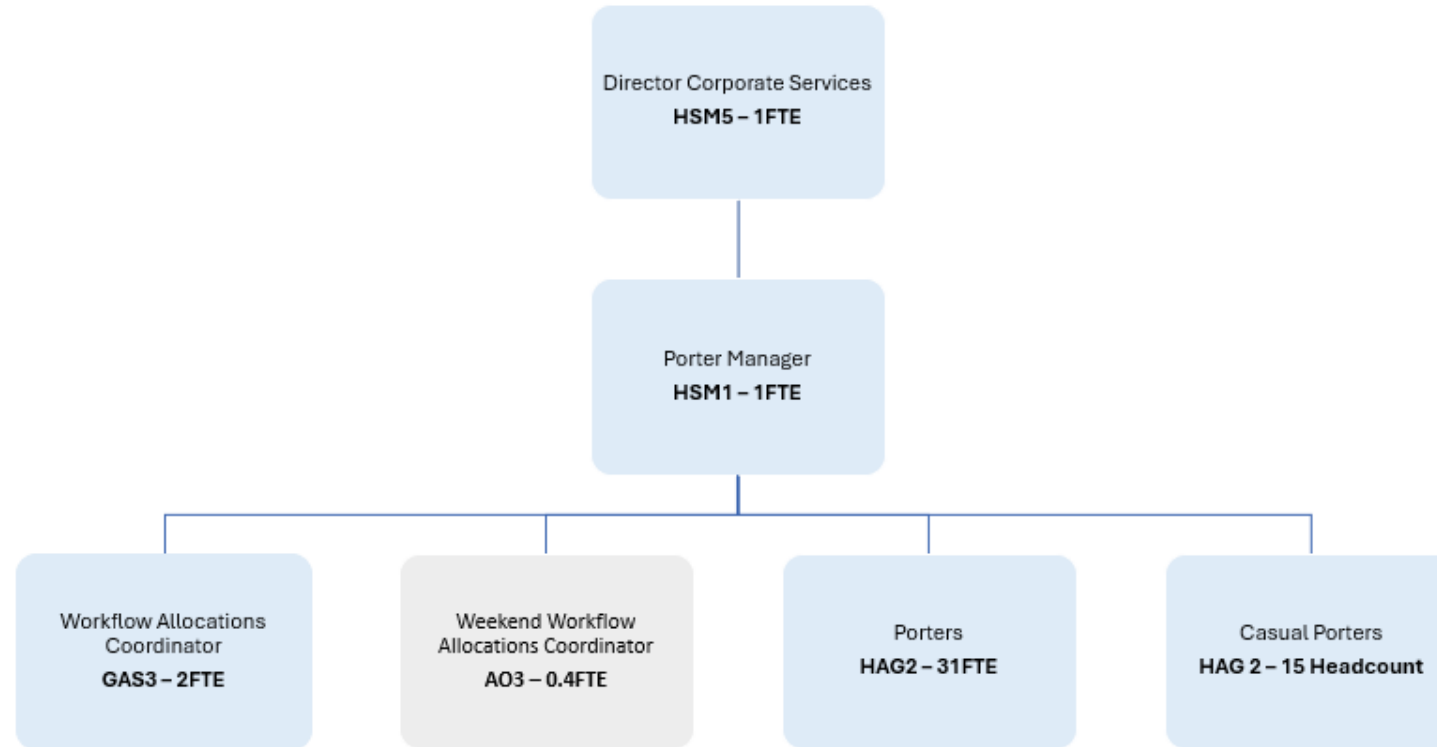 Director Corporate Services
HSM5 – 1FTE
Porter Manager
HSM1 – 1FTE
Workflow Allocations
Coordinator
GAS3 – 2FTE
Weekend Workflow
Allocations Coordinator
AO3 – 0.4FTE
Porters
HAG2 – 31FTE
Casual Porters
HAG 2 – 15 Headcount